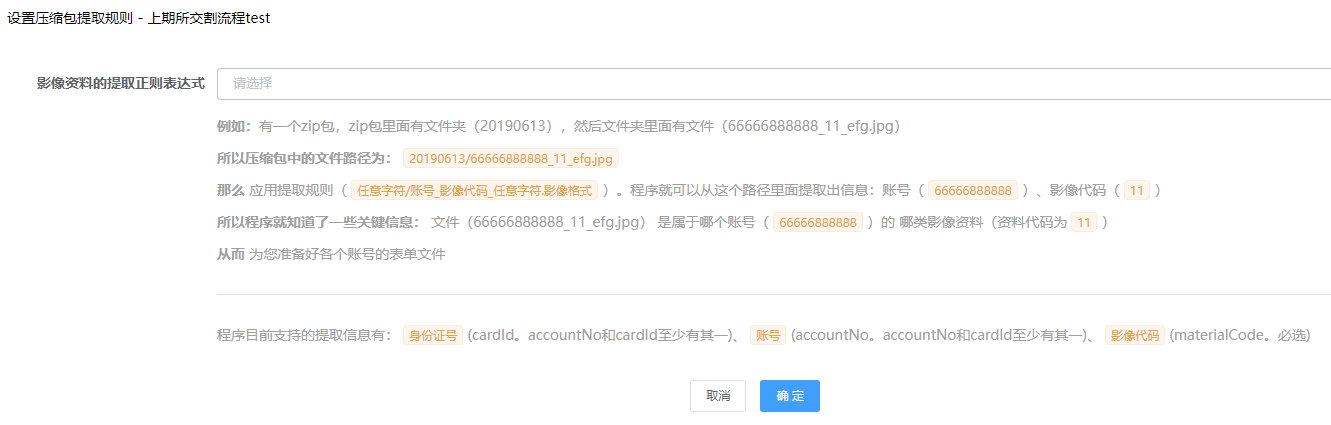 设置压缩包提取规则 - 上期所交割流程test
影像资料的提取正则表达式 请选择
例如：有一个zip包，zip包里面有文件夹（20190613），然后文件夹里面有文件（66666888888_11_efg.jpg）
所以压缩包中的文件路径为： 20190613/66666888888_11_efg.jpg
那么 应用提取规则（ 任意字符/账号_影像代码_任意字符.影像格式 ）。程序就可以从这个路径里面提取出信息：账号（ 66666888888 ）、影像代码（ 11 ）
所以程序就知道了一些关键信息： 文件（66666888888_11_efg.jpg） 是属于哪个账号（ 66666888888 ）的 哪类影像资料（资料代码为 11 ）
从而 为您准备好各个账号的表单文件
程序目前支持的提取信息有： 身份证号 (cardId。accountNo和cardId至少有其一)、 账号 (accountNo。accountNo和cardId至少有其一)、 影像代码 (materialCode。必选)
取消 确 定